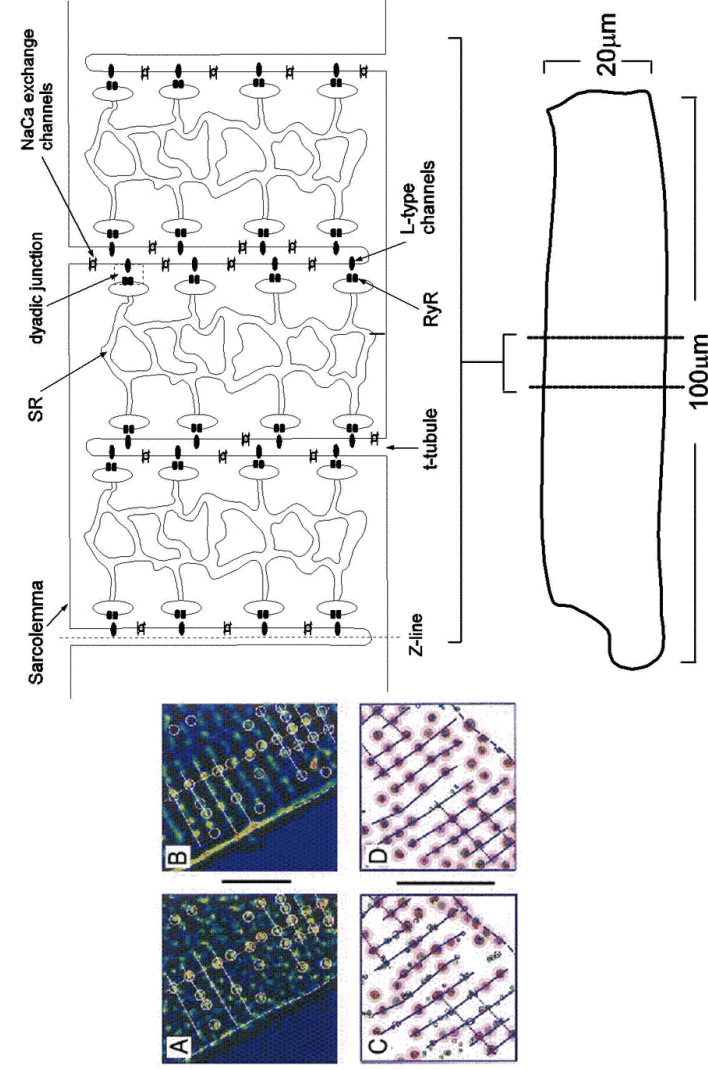 A
B
C
D
Sarcolemma
SR
dyadic junction
NaCa exchange
channels
Z-line
t-tubule
RyR
L-type
channels
20µm
100µm